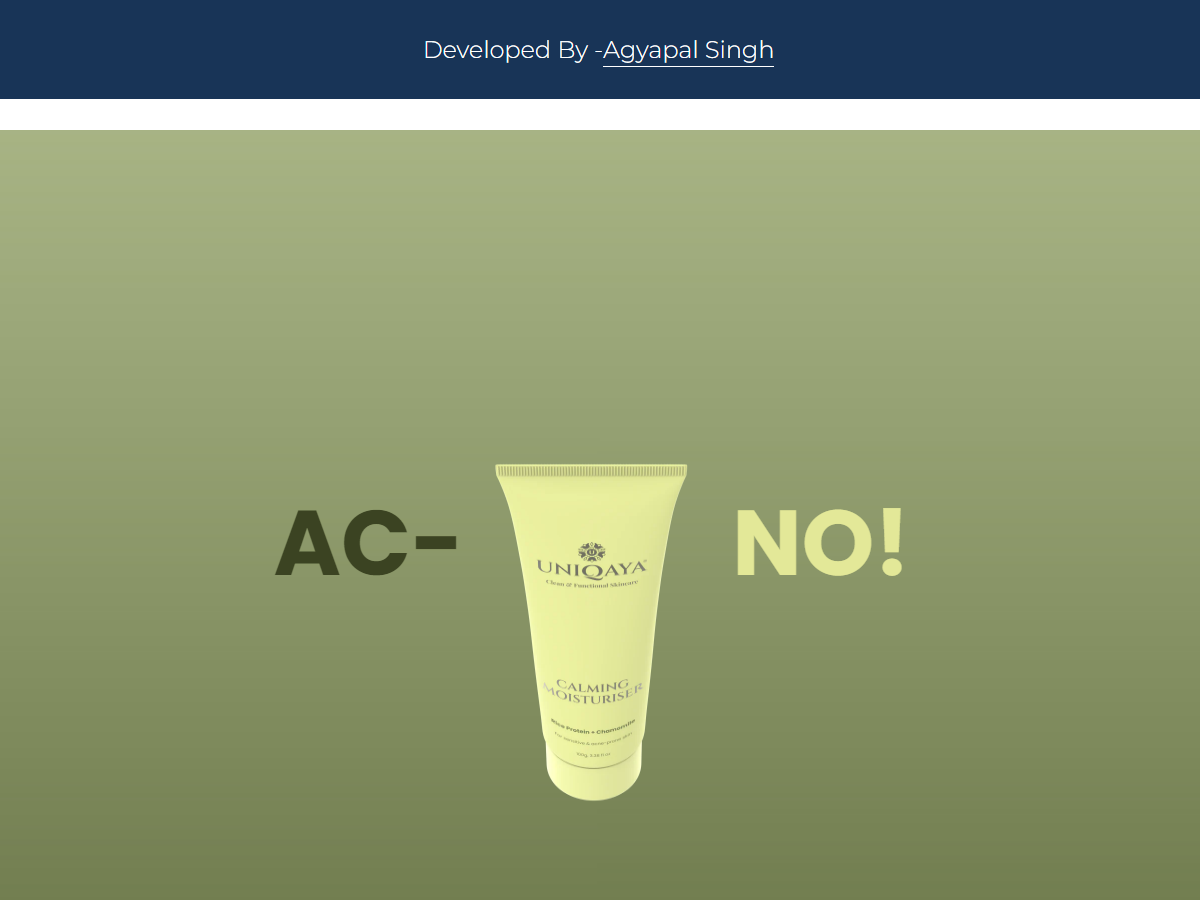 Developed By -Agyapal Singh
AC-
NO!
UNIQAYA
Clean & Functional Skincare
CALMING
MOISTURISER
Rice Protein + Chamomile
For sensitive & acne-prone skin